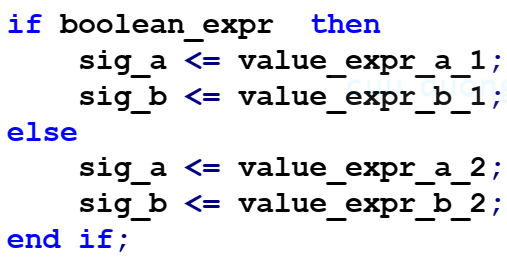 if boolean_expr  then
    sig_a <= value_expr_a_1;
    sig_b <= value_expr_b_1;
else
    sig_a <= value_expr_a_2;
    sig_b <= value_expr_b_2;
end if;